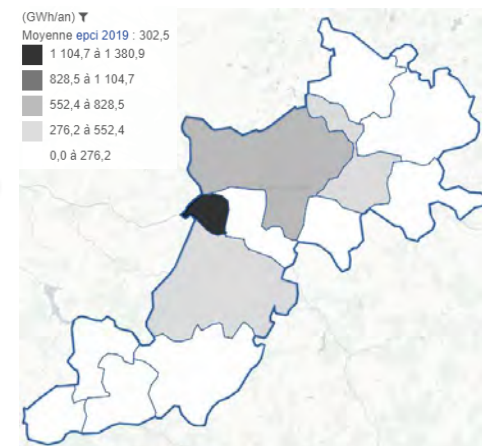 (GWh/an)
Moyenne epci 2019 : 302,5
1 104,7 à 1 380,9
828,5 à 1 104,7
552,4 à 828,5
276,2 à 552,4
0,0 à 276,2